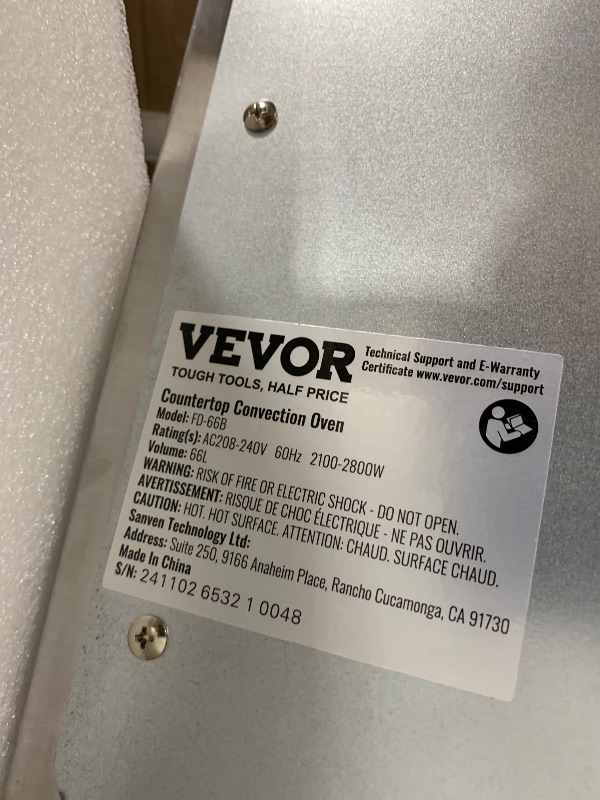 VEVOR
TOUGH TOOLS, HALF PRICE
Technical Support and E-Warranty
Certificate www.vevor.com/support
Countertop Convection Oven
Model: FD-66B
Rating(s): AC208-240V 60Hz 2100-2800W
Volume: 66L
WARNING: RISK OF FIRE OR ELECTRIC SHOCK - DO NOT OPEN.
AVERTISSEMENT: RISQUE DE CHOC ÉLECTRIQUE - NE PAS OUVRIR.
CAUTION: HOT. HOT SURFACE. ATTENTION: CHAUD. SURFACE CHAUD.
Sanven Technology Ltd:
Address: Suite 250, 9166 Anaheim Place, Rancho Cucamonga, CA 91730
Made In China
S/N: 241102 6532 1 0048